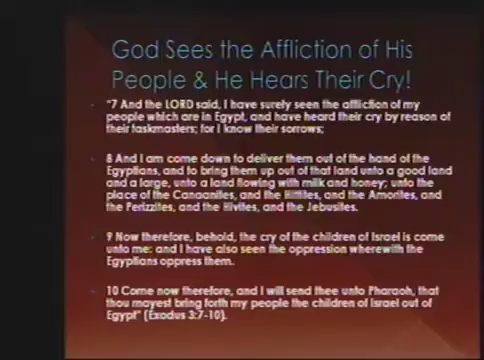 God Sees the Affliction of His
People & He Hears Their Cry!
"7 And the LORD said, I have surely seen the affliction of my
people which are in Egypt, and have heard their cry by reason of
their taskmasters; for I know their sorrows;
8 And I am come down to deliver them out of the hand of the
Egyptians, and to bring them up out of that land unto a good land
and a large, unto a land flowing with milk and honey; unto the
place of the Canaanites, and the Hittites, and the Amorites, and
the Perizzites, and the Hivites, and the Jebusites.
9 Now therefore, behold, the cry of the children of Israel is come
unto me: and I have also seen the oppression wherewith the
Egyptians oppress them.
10 Come now therefore, and I will send thee unto Pharaoh, that
thou mayest bring forth my people the children of Israel out of
Egypt" (Exodus 3:7-10).